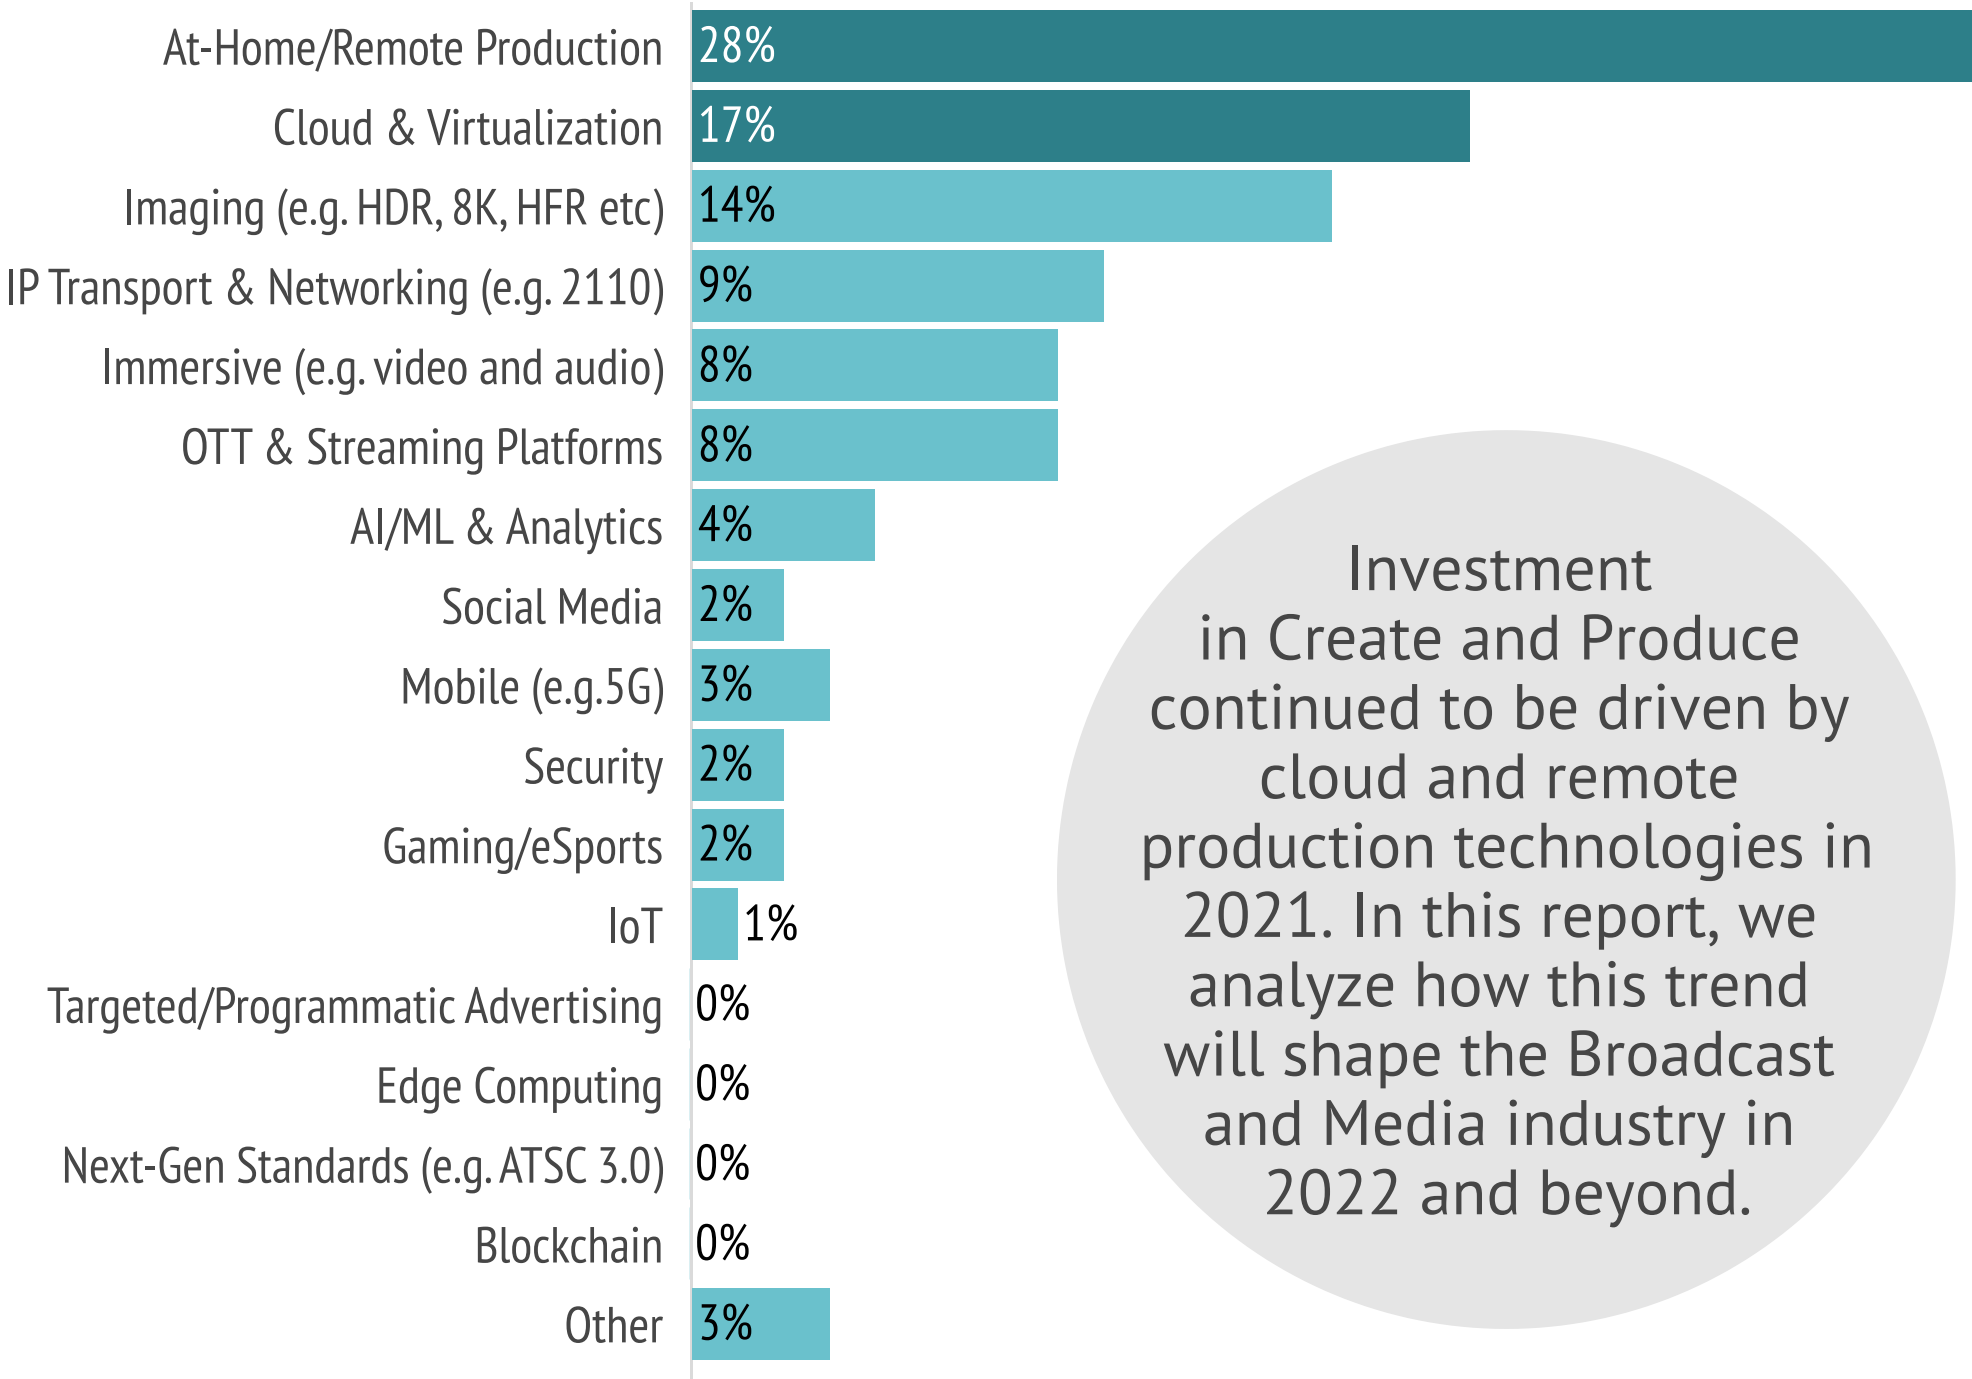 At-Home/Remote Production 28%
Cloud & Virtualization 17%
Imaging (e.g. HDR, 8K, HFR etc) 14%
IP Transport & Networking (e.g. 2110) 9%
Immersive (e.g. video and audio) 8%
OTT & Streaming Platforms 8%
AI/ML & Analytics 4%
Social Media 2%
Mobile (e.g.5G) 3%
Security 2%
Gaming/eSports 2%
IoT 1%
Targeted/Programmatic Advertising 0%
Edge Computing 0%
Next-Gen Standards (e.g. ATSC 3.0) 0%
Blockchain 0%
Other 3%
Investment
in Create and Produce
continued to be driven by
cloud and remote
production technologies in
2021. In this report, we
analyze how this trend
will shape the Broadcast
and Media industry in
2022 and beyond.